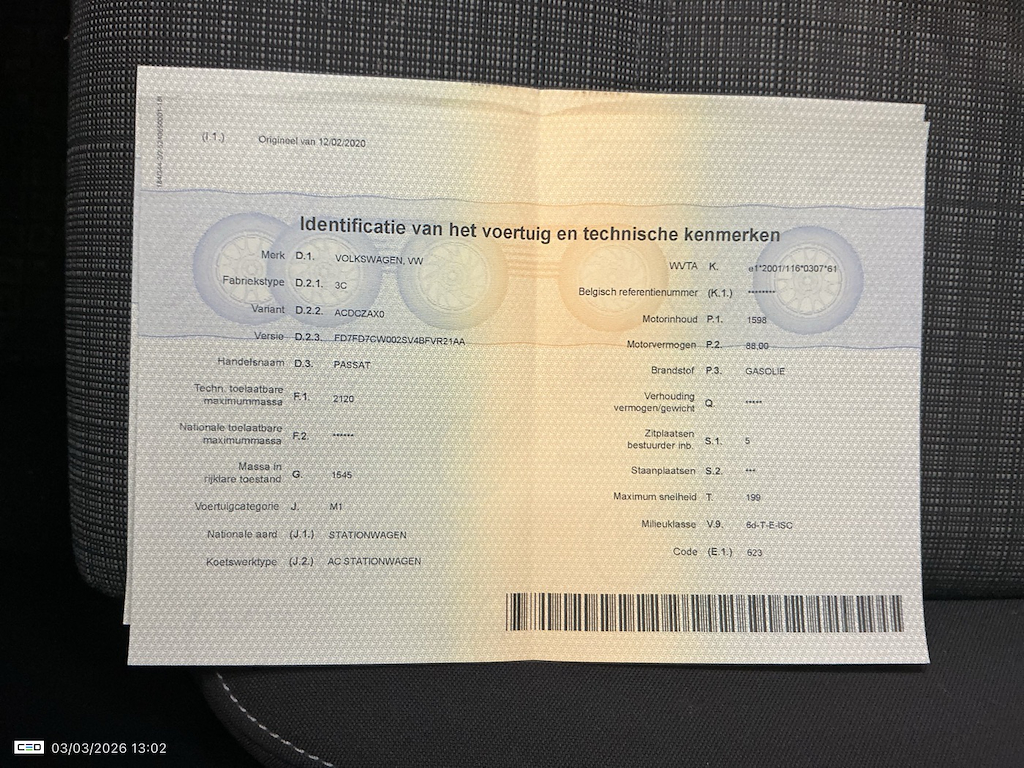 (I.1.) Origineel van 12/02/2020
Identificatie van het voertuig en technische kenmerken
Merk D.1. VOLKSWAGEN, VW
Fabriekstype D.2.1. 3C
Variant D.2.2. ACDCZAX0
Versie D.2.3. FD7FD7CW002SV4BFVR21AA
Handelsnaam D.3. PASSAT
Techn. toelaatbare
maximummassa F.1. 2120
Nationale toelaatbare
maximummassa F.2. ******
Massa in
rijklare toestand G. 1545
Voertuigcategorie J. M1
Nationale aard (J.1.) STATIONWAGEN
Koetswerktype (J.2.) AC STATIONWAGEN
WVTA K. e1*2001/116*0307*61
Belgisch referentienummer (K.1.) ********
Motorinhoud P.1. 1598
Motorvermogen P.2. 88,00
Brandstof P.3. GASOLIE
Verhouding
vermogen/gewicht Q. *****
Zitplaatsen
bestuurder inb. S.1. 5
Staanplaatsen S.2. ***
Maximum snelheid T. 199
Milieuklasse V.9. 6d-T-E-ISC
Code (E.1.) 623
CEO 03/03/2026 13:02